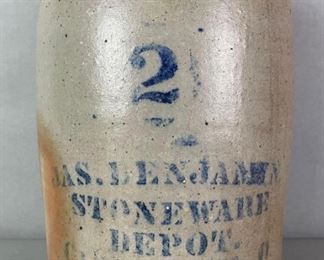 2
JAS. BENJAMIN
STONEWARE
DEPOT.
C O